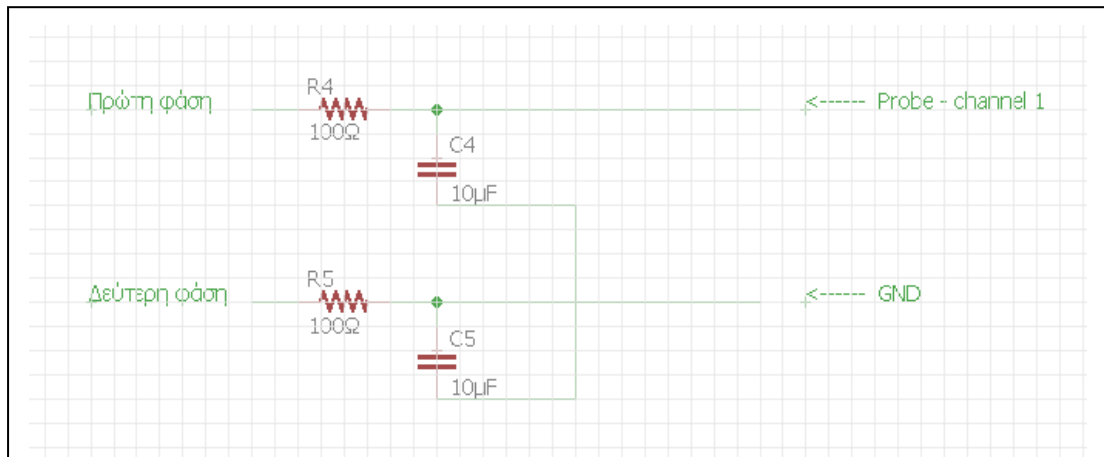 R4
Πρώτη φάση
<------ Probe - channel 1
100Ω
C4
10μF
R5
Δεύτερη φάση
<------ GND
100Ω
C5
10μF